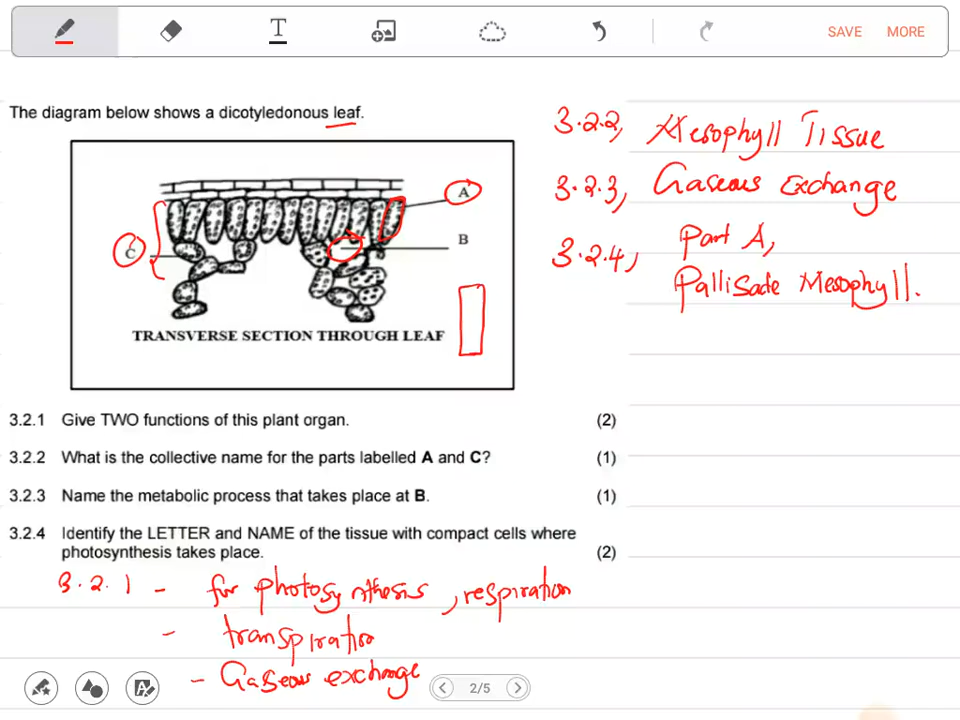 T
SAVE
MORE
The diagram below shows a dicotyledonous leaf.
A
B
C
TRANSVERSE SECTION THROUGH LEAF
3.2.2, Mesophyll Tissue
3.2.3, Gaseous Exchange
3.2.4, Part A,
Pallisade Mesophyll.
3.2.1 Give TWO functions of this plant organ. (2)
3.2.2 What is the collective name for the parts labelled A and C? (1)
3.2.3 Name the metabolic process that takes place at B. (1)
3.2.4 Identify the LETTER and NAME of the tissue with compact cells where
photosynthesis takes place. (2)
3.2.1 - for photosynthesis, respiration
- transpiration
- Gaseous exchange
2/5